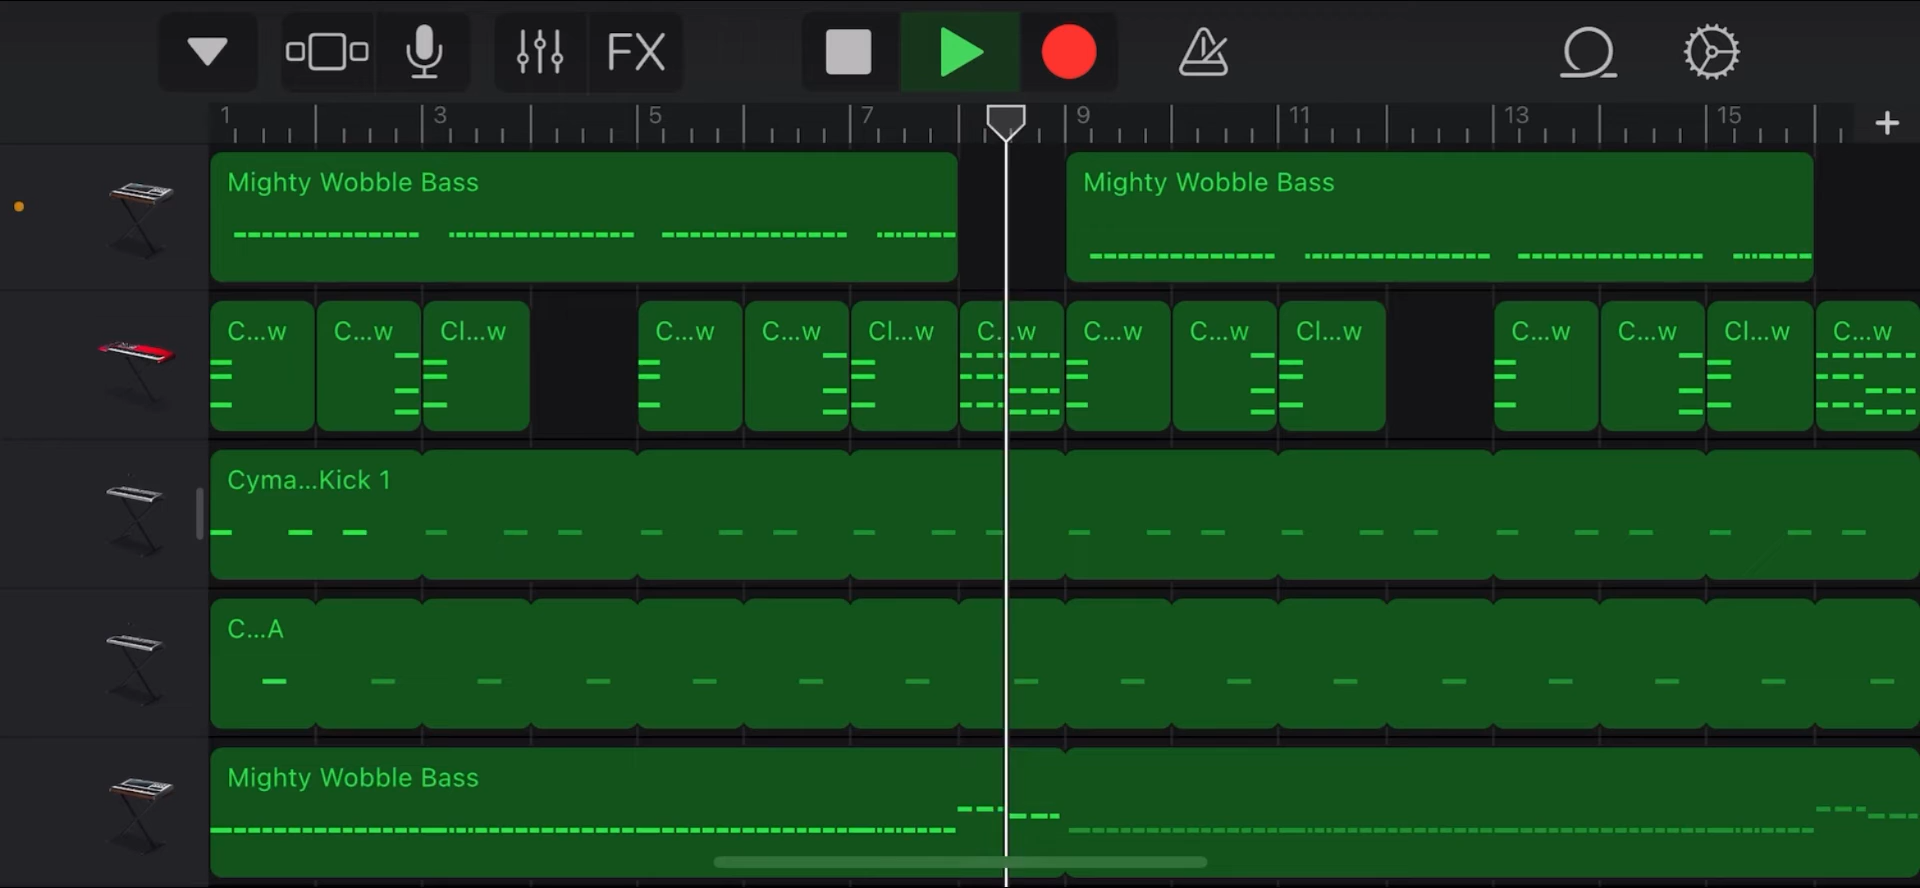 FX
1 3 5 7 9 11 13 15
Mighty Wobble Bass Mighty Wobble Bass
C...w C...w Cl...w C...w C...w Cl...w C...w C...w C...w Cl...w C...w C...w Cl...w C...w
Cyma...Kick 1
C...A
Mighty Wobble Bass